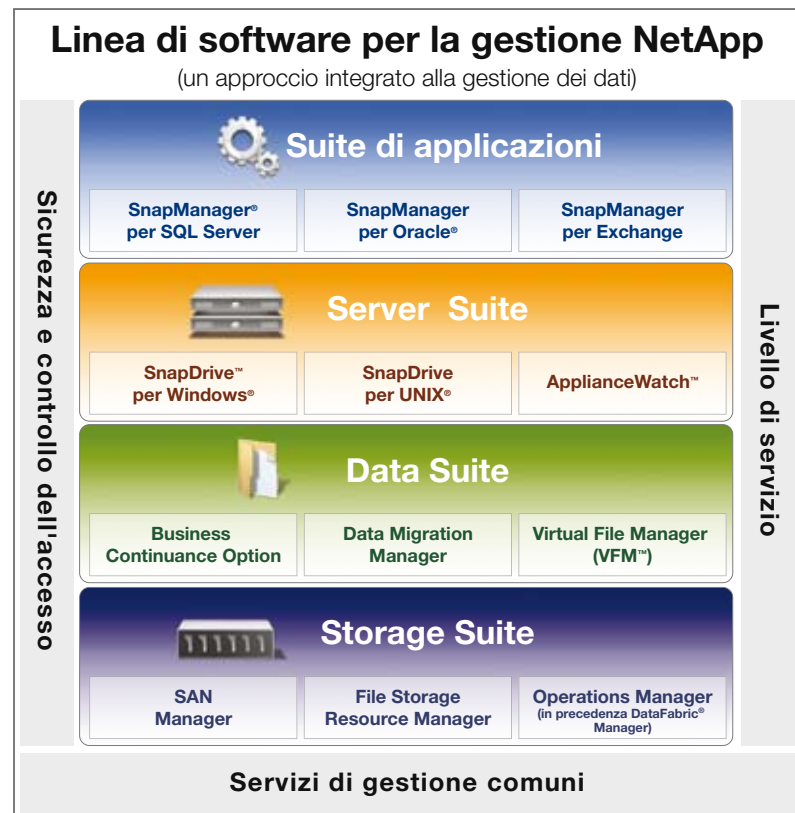 Linea di software per la gestione NetApp
(un approccio integrato alla gestione dei dati)
Sicurezza e controllo dell'accesso
Suite di applicazioni
SnapManager®
per SQL Server
SnapManager
per Oracle®
SnapManager
per Exchange
Server Suite
SnapDrive™
per Windows®
SnapDrive
per UNIX®
ApplianceWatch™
Data Suite
Business
Continuance Option
Data Migration
Manager
Virtual File Manager
(VFM™)
Storage Suite
SAN
Manager
File Storage
Resource Manager
Operations Manager
(in precedenza DataFabric®
Manager)
Livello di servizio
Servizi di gestione comuni